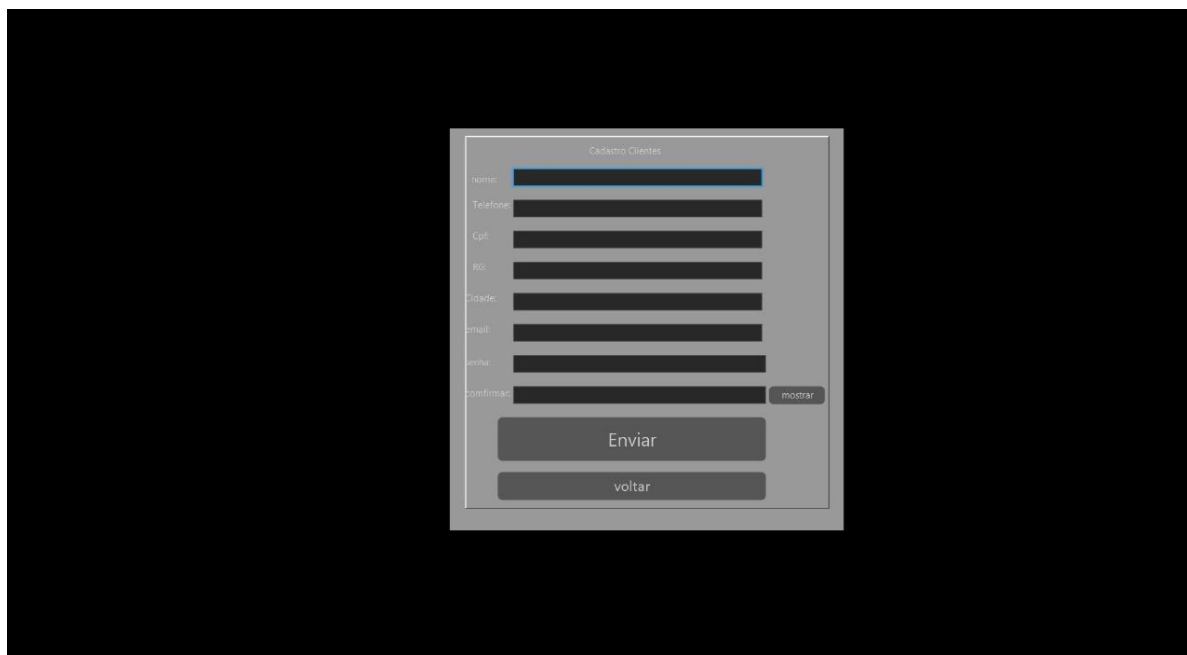 Cadastro Clientes
nome:
Telefone:
Cpf:
RG:
Cidade:
email:
senha:
comfirmar:
mostrar
Enviar
voltar